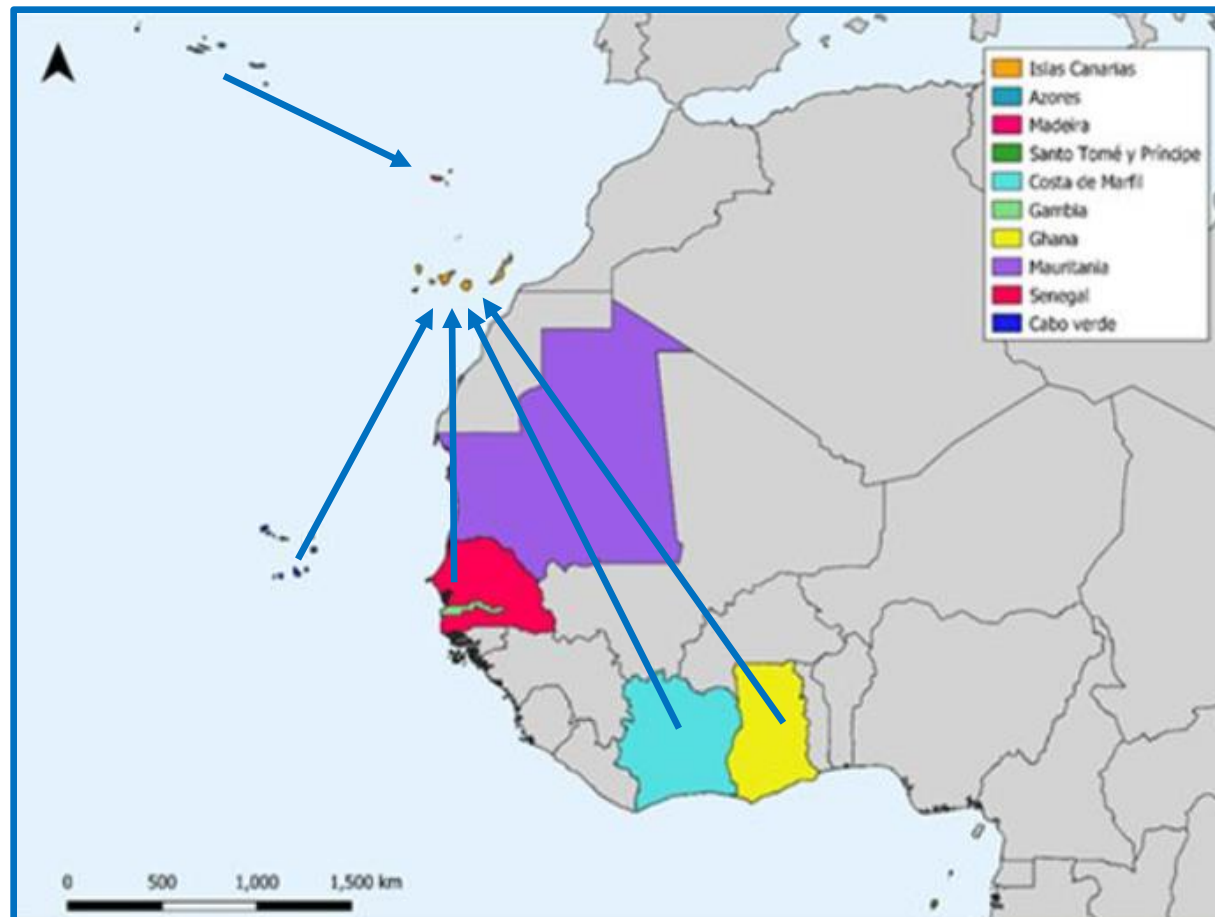 Islas Canarias
Azores
Madeira
Santo Tomé y Príncipe
Costa de Marfil
Gambia
Ghana
Mauritania
Senegal
Cabo verde
0 500 1,000 1,500 km